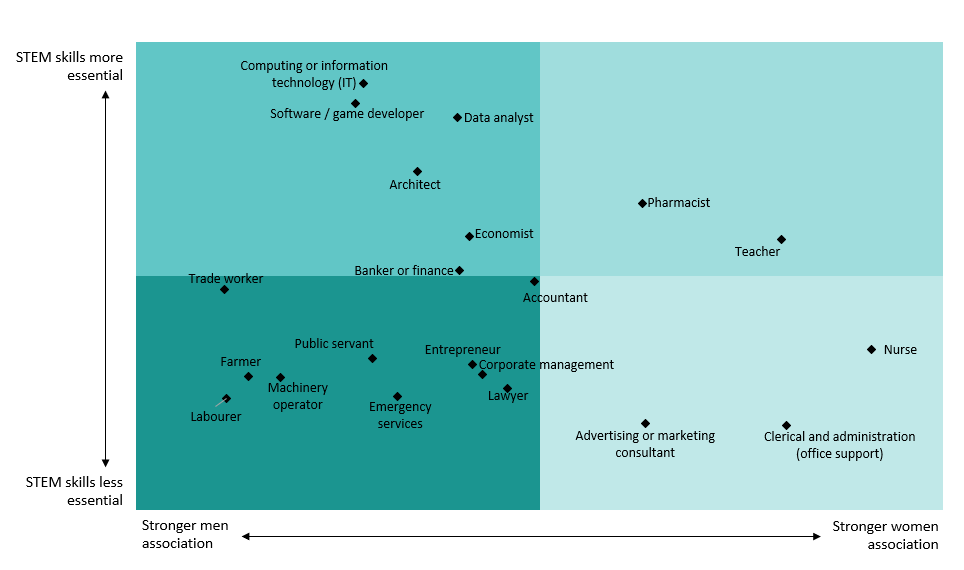 STEM skills more
essential
Computing or information
technology (IT)
Software / game developer
Data analyst
Architect
Pharmacist
Economist
Teacher
Banker or finance
Trade worker
Accountant
Public servant
Entrepreneur
Nurse
Farmer
Corporate management
Machinery
operator
Lawyer
Labourer
Emergency
services
Advertising or marketing
consultant
Clerical and administration
(office support)
STEM skills less
essential
Stronger men
association
Stronger women
association